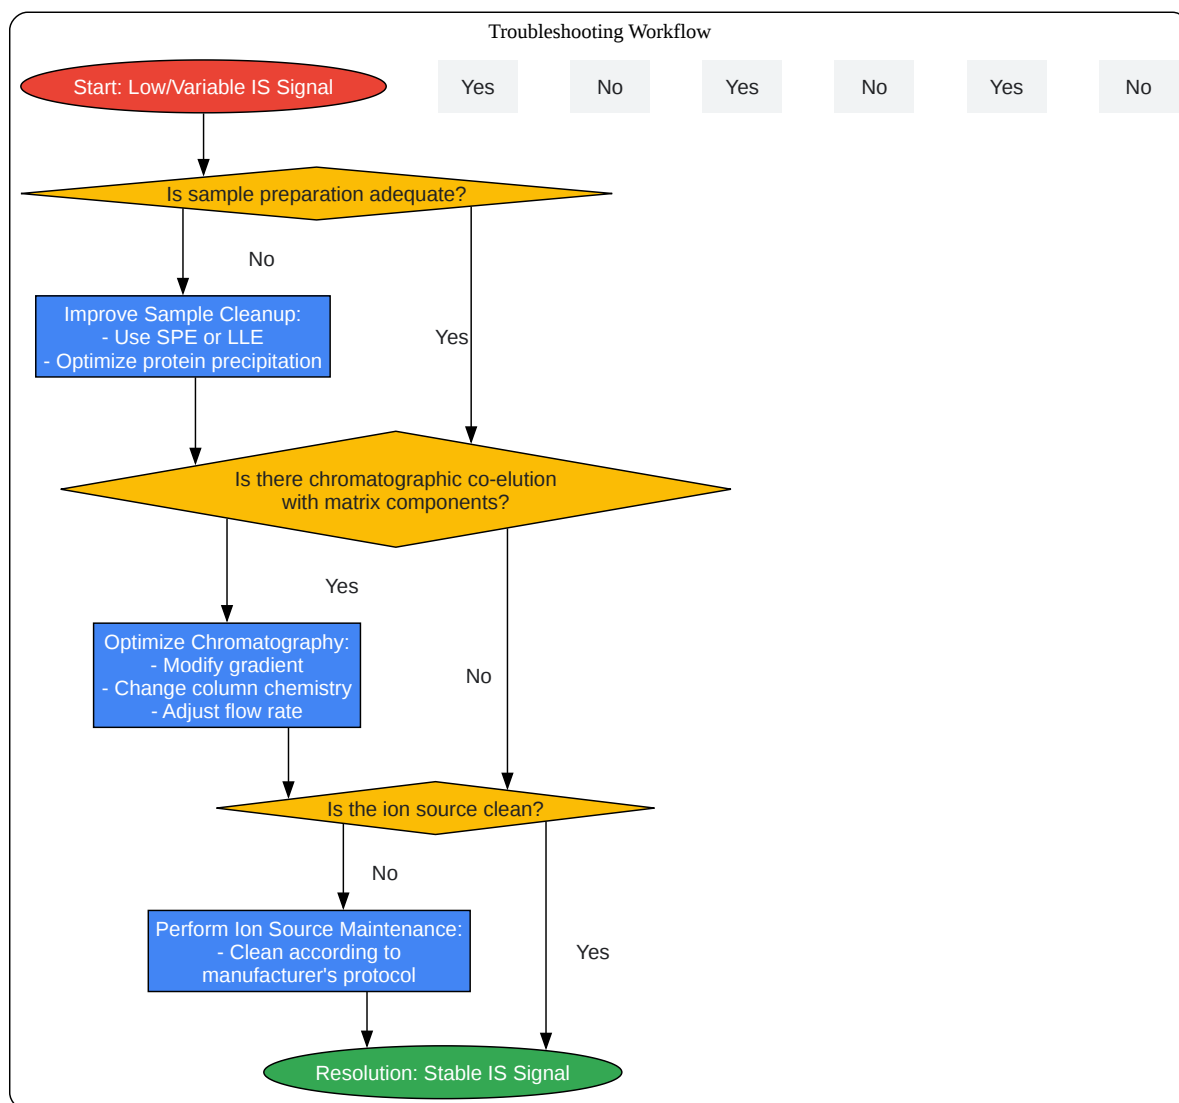 Troubleshooting Workflow
Start: Low/Variable IS Signal
Yes
No
Yes
No
Yes
No
Is sample preparation adequate?
No
Improve Sample Cleanup:
- Use SPE or LLE
- Optimize protein precipitation
Yes
Is there chromatographic co-elution
with matrix components?
Yes
Optimize Chromatography:
- Modify gradient
- Change column chemistry
- Adjust flow rate
No
Is the ion source clean?
No
Perform Ion Source Maintenance:
- Clean according to
manufacturer's protocol
Yes
Resolution: Stable IS Signal